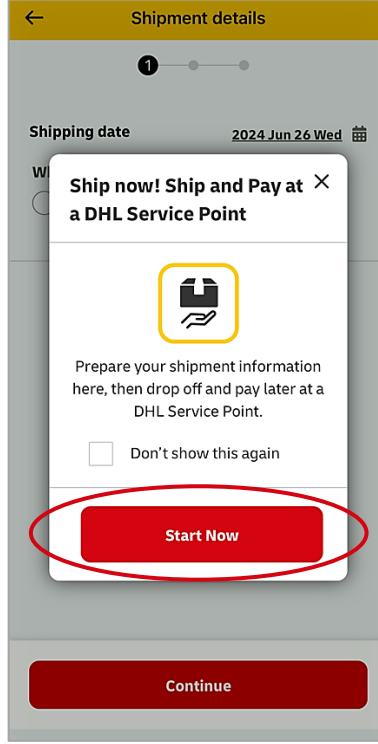 Shipment details
1
Shipping date 2024 Jun 26 Wed
Ship now! Ship and Pay at
a DHL Service Point
Prepare your shipment information
here, then drop off and pay later at a
DHL Service Point.
Don't show this again
Start Now
Continue